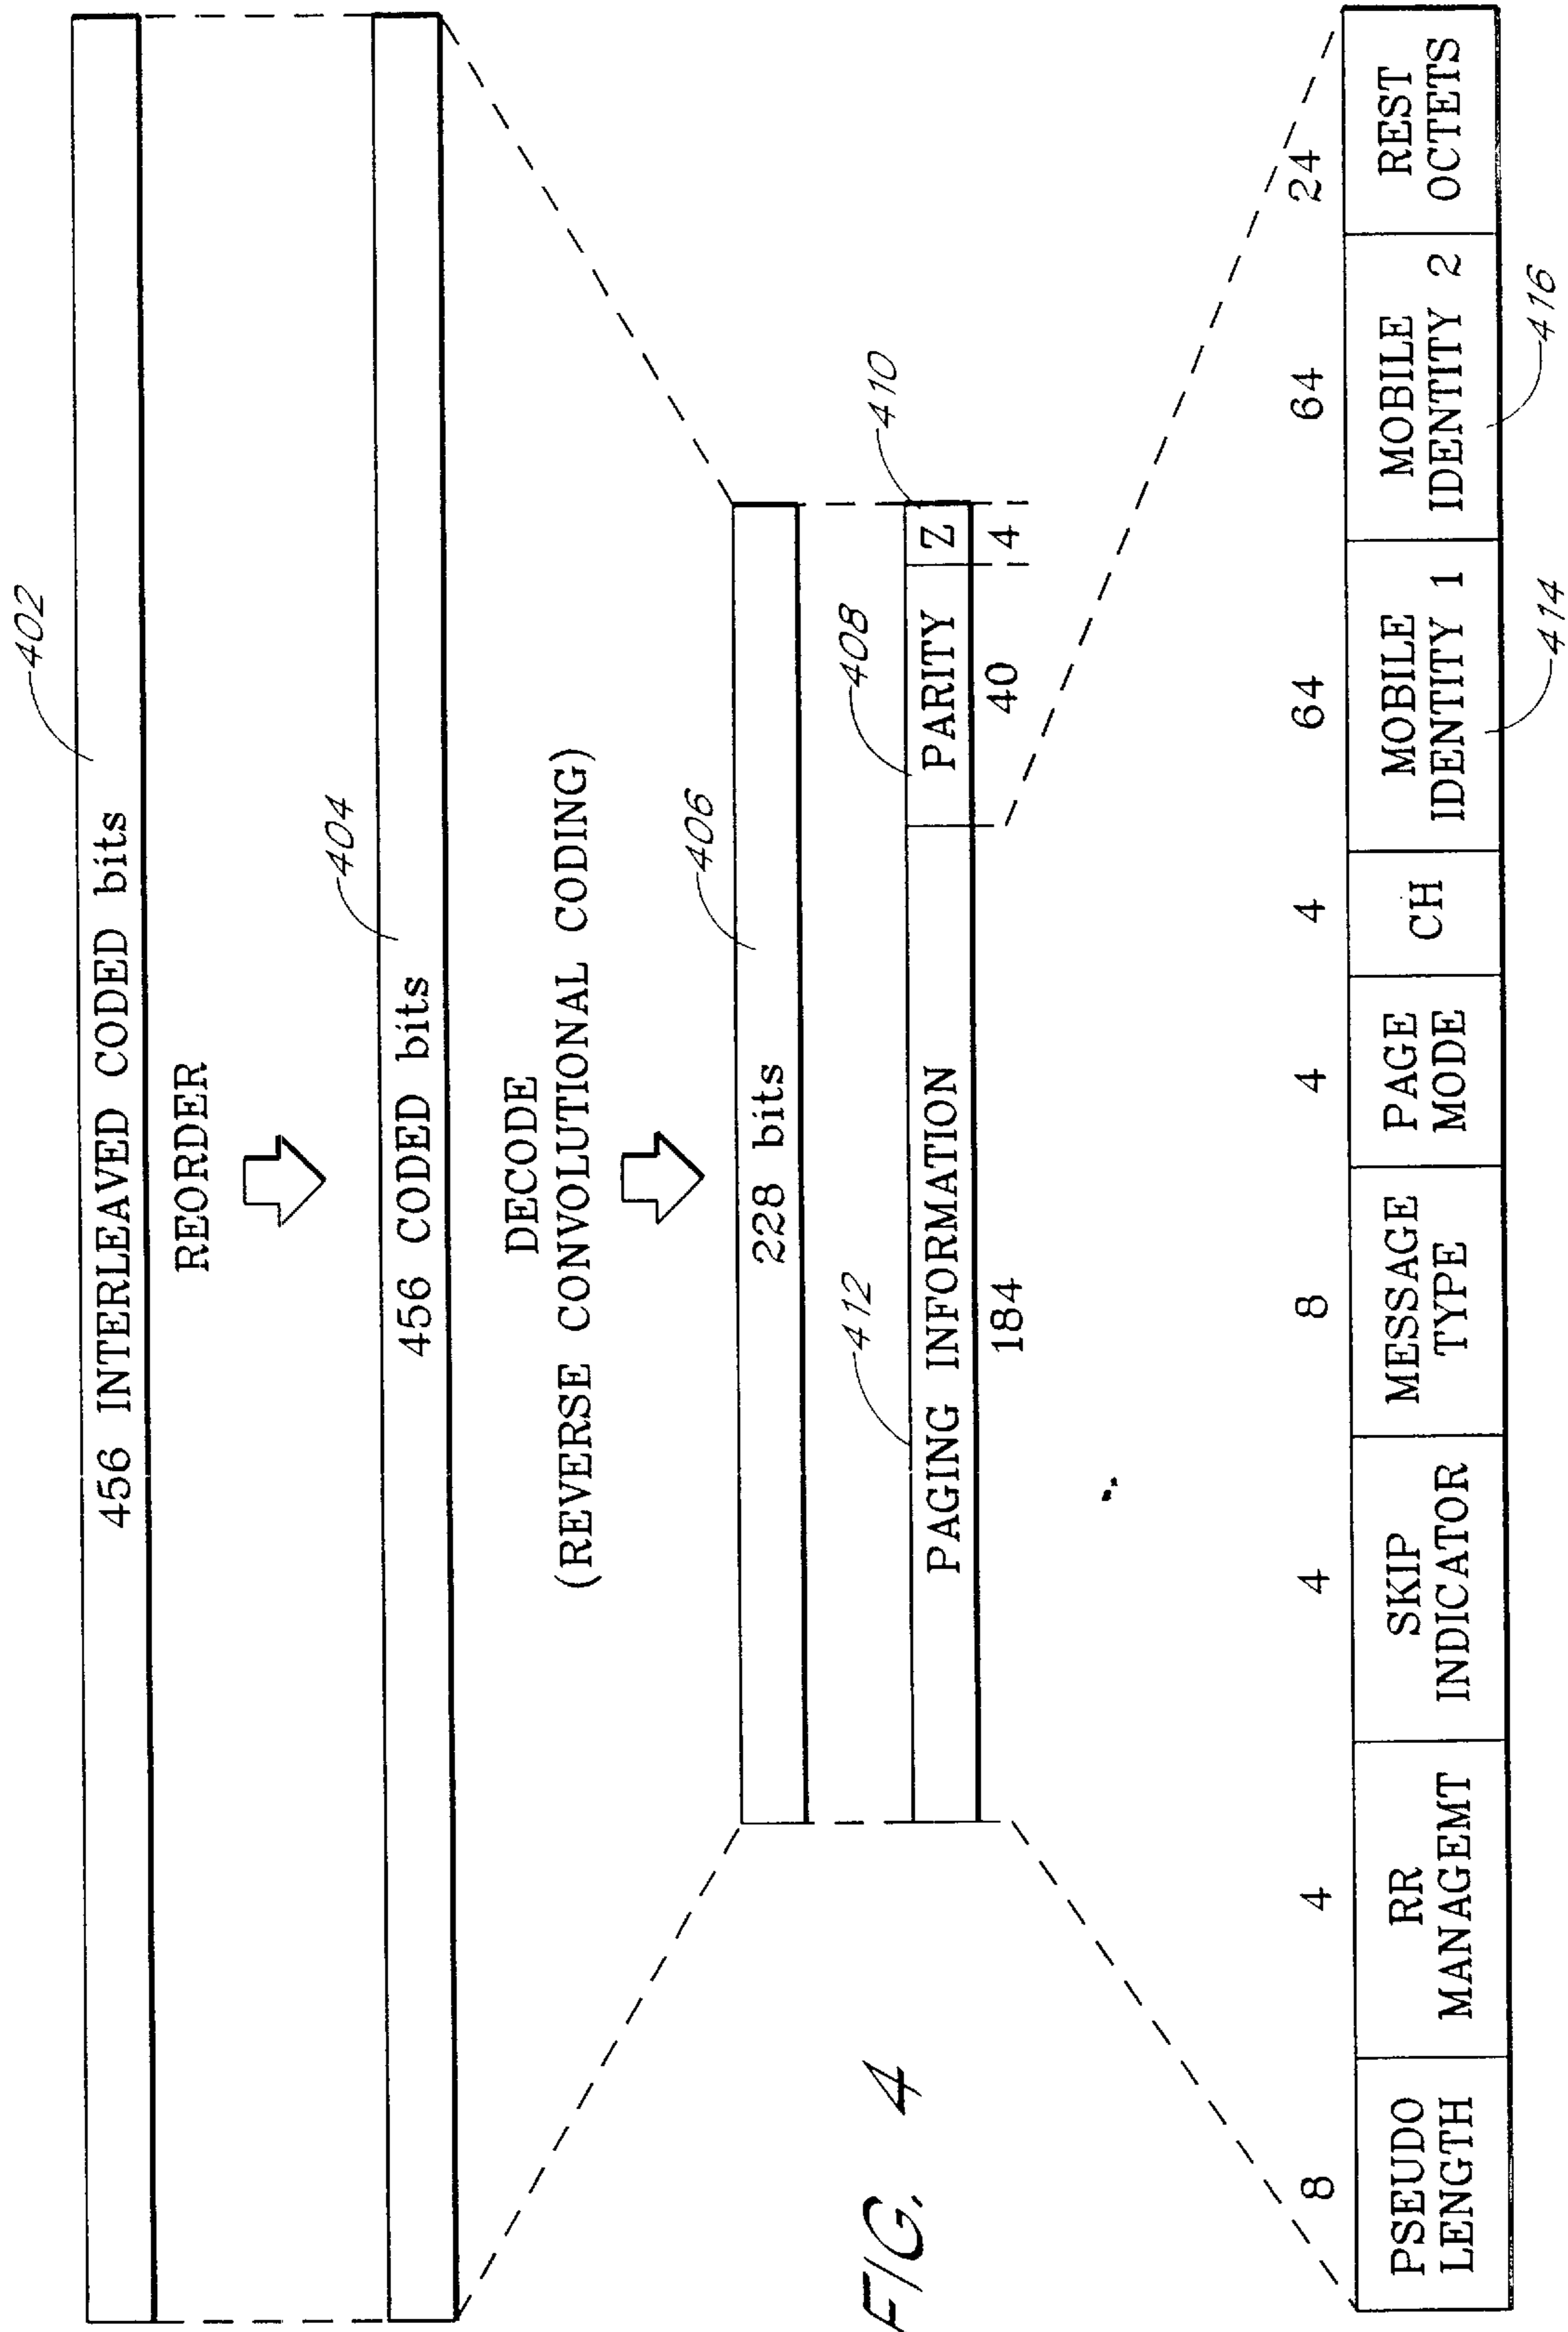 402
456 INTERLEAVED CODED bits
REORDER
404
456 CODED bits
DECODE
(REVERSE CONVOLUTIONAL CODING)
406
228 bits
412
408
410
PAGING INFORMATION
PARITY
Z
184
40
4
8
4
4
8
4
4
64
64
24
PSEUDO
LENGTH
RR
MANAGEMT
SKIP
INDICATOR
MESSAGE
TYPE
PAGE
MODE
CH
MOBILE
IDENTITY 1
MOBILE
IDENTITY 2
REST
OCTETS
414
416
FIG. 4